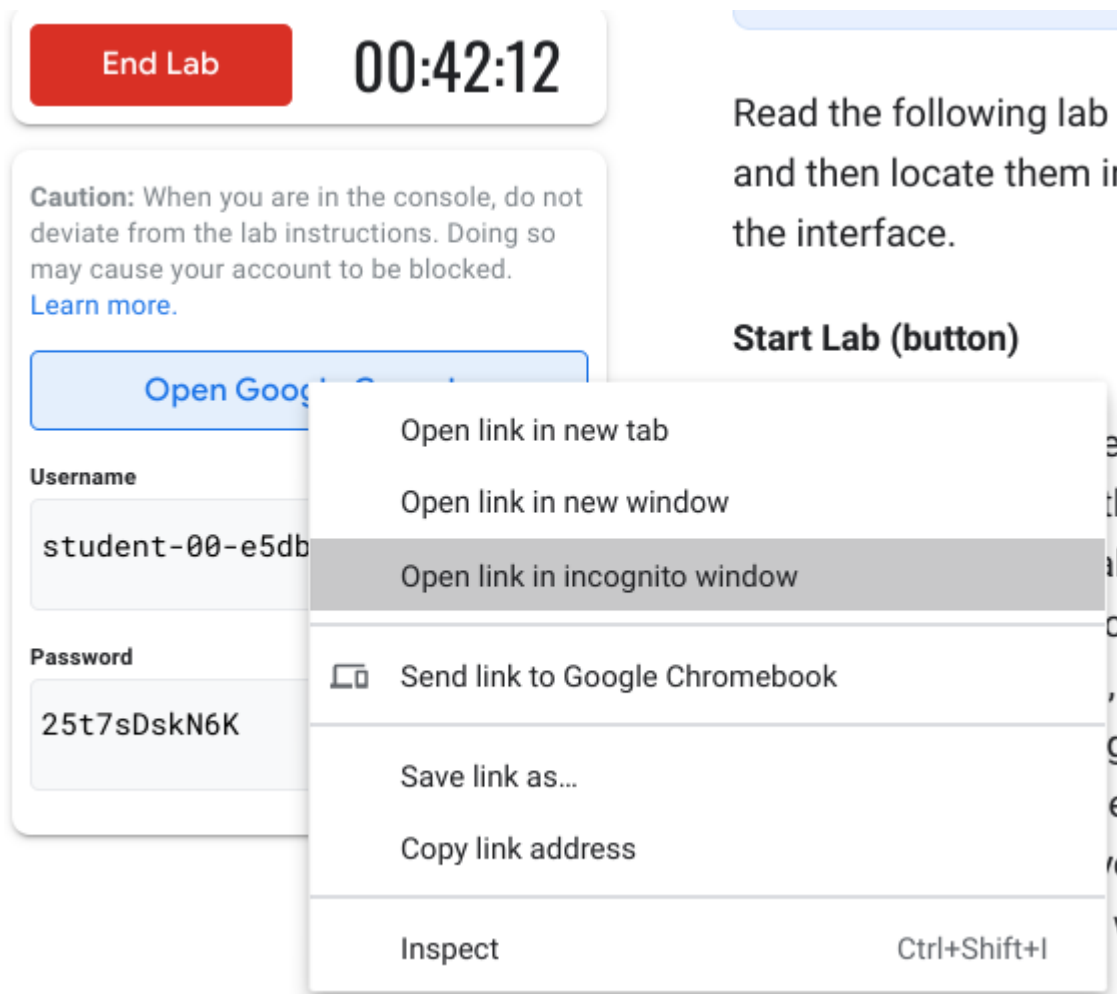 End Lab
00:42:12
Caution: When you are in the console, do not
deviate from the lab instructions. Doing so
may cause your account to be blocked.
Learn more.
Open
Username
student-00-e5db
Password
25t7sDskN6K
Read the following lab
and then locate them
the interface.
Start Lab (button)
Open link in new tab
Open link in new window
Open link in incognito window
Send link to Google Chromebook
Save link as…
Copy link address
Inspect Ctrl+Shift+I